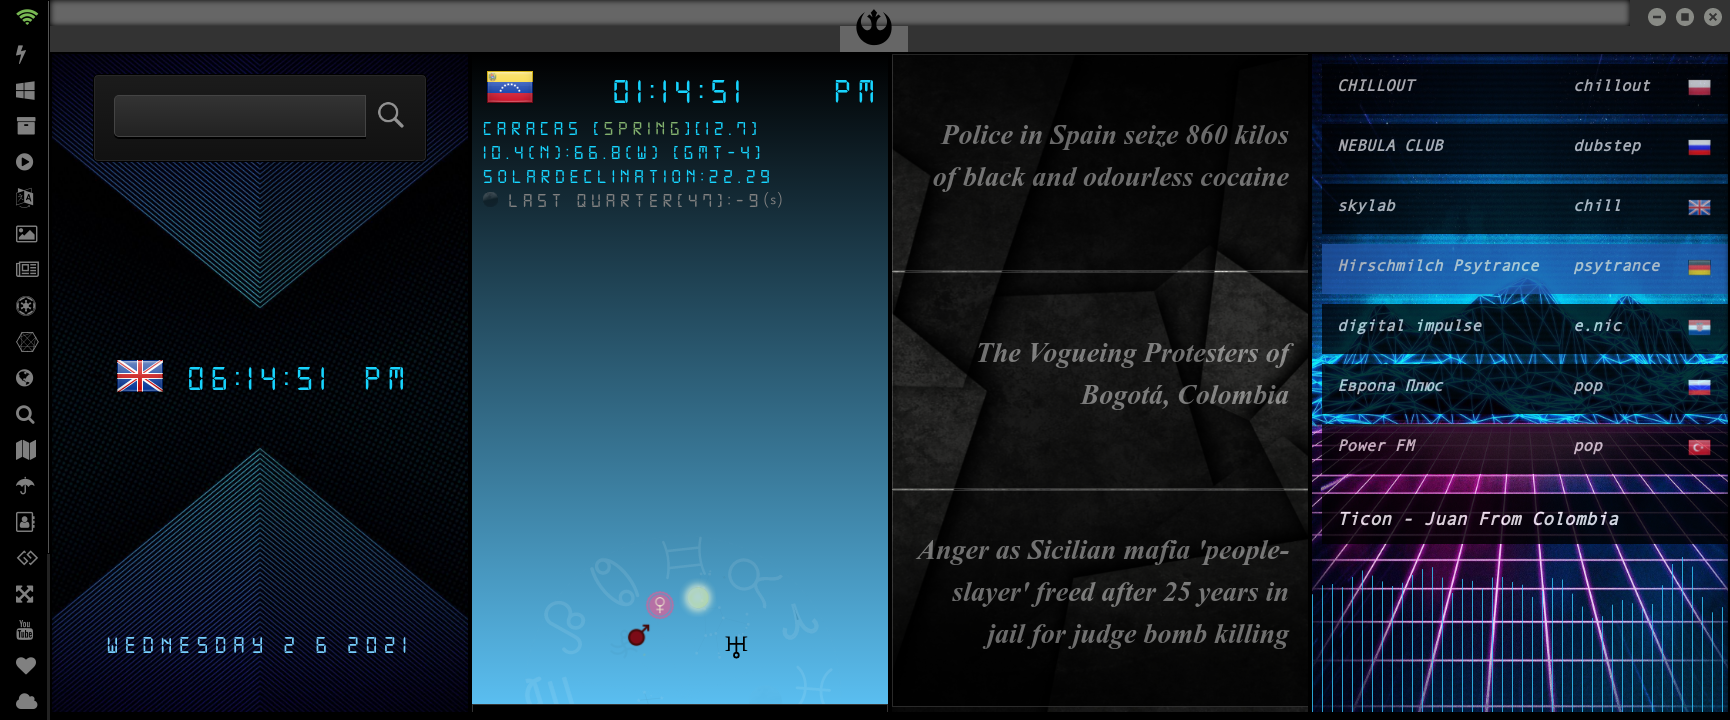 06:14:51 PM
WEDNESDAY 2 6 2021
01:14:51 PM
CARACAS [SPRING][12.7]
10.4(N):66.8(W) [GMT-4]
SOLARDECLINATION:22.29
LAST QUARTER[47]:-9(s)
Police in Spain seize 860 kilos
of black and odourless cocaine
The Vogueing Protesters of
Bogotá, Colombia
Anger as Sicilian mafia 'people-
slayer' freed after 25 years in
jail for judge bomb killing
CHILLOUT chillout
NEBULA CLUB dubstep
skylab chill
Hirschmilch Psytrance psytrance
digital impulse e.nic
Европа Плюс pop
Power FM pop
Ticon - Juan From Colombia
You
Tube